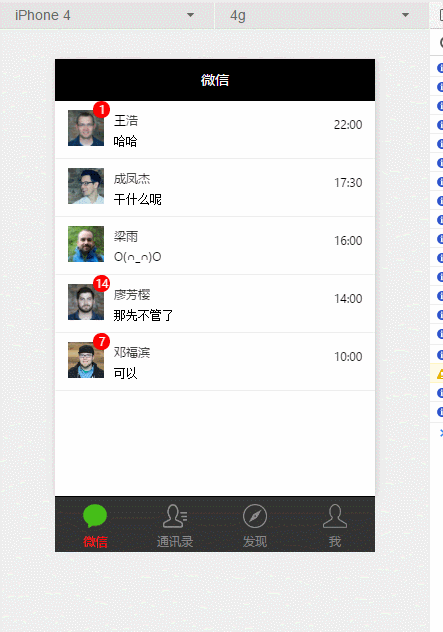 iPhone 4 4g
微信
1
王浩 22:00
哈哈
成凤杰 17:30
干什么呢
梁雨 16:00
O(∩_∩)O
14
廖芳樱 14:00
那先不管了
7
邓福滨 10:00
可以
微信 通讯录 发现 我